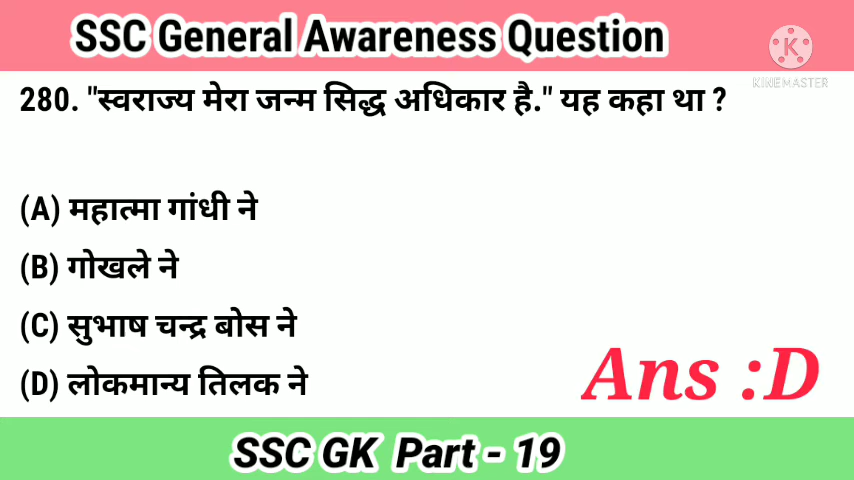 SSC General Awareness Question
K
KINEMASTER
280. "स्वराज्य मेरा जन्म सिद्ध अधिकार है." यह कहा था ?
(A) महात्मा गांधी ने
(B) गोखले ने
(C) सुभाष चन्द्र बोस ने
(D) लोकमान्य तिलक ने
Ans :D
SSC GK Part - 19